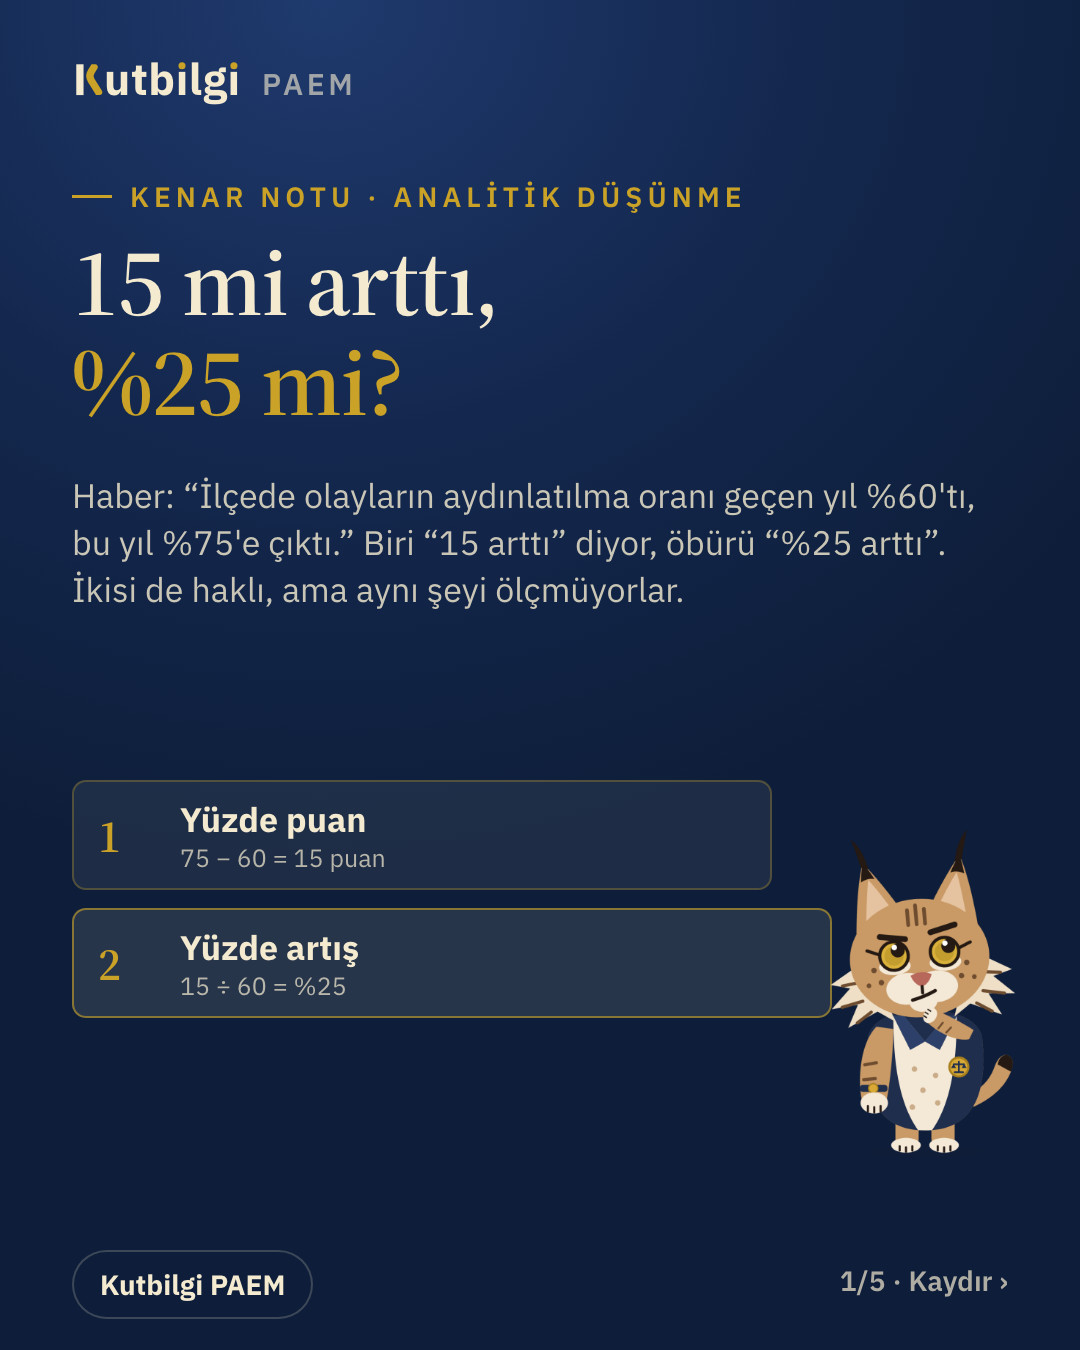 Kutbilgi PAEM
KENAR NOTU · ANALİTİK DÜŞÜNME
15 mi arttı,
%25 mi?
Haber: “İlçede olayların aydınlatılma oranı geçen yıl %60'tı,
bu yıl %75'e çıktı.” Biri “15 arttı” diyor, öbürü “%25 arttı”.
İkisi de haklı, ama aynı şeyi ölçmüyorlar.
1
Yüzde puan
75 − 60 = 15 puan
2
Yüzde artış
15 ÷ 60 = %25
Kutbilgi PAEM
1/5 · Kaydır ›